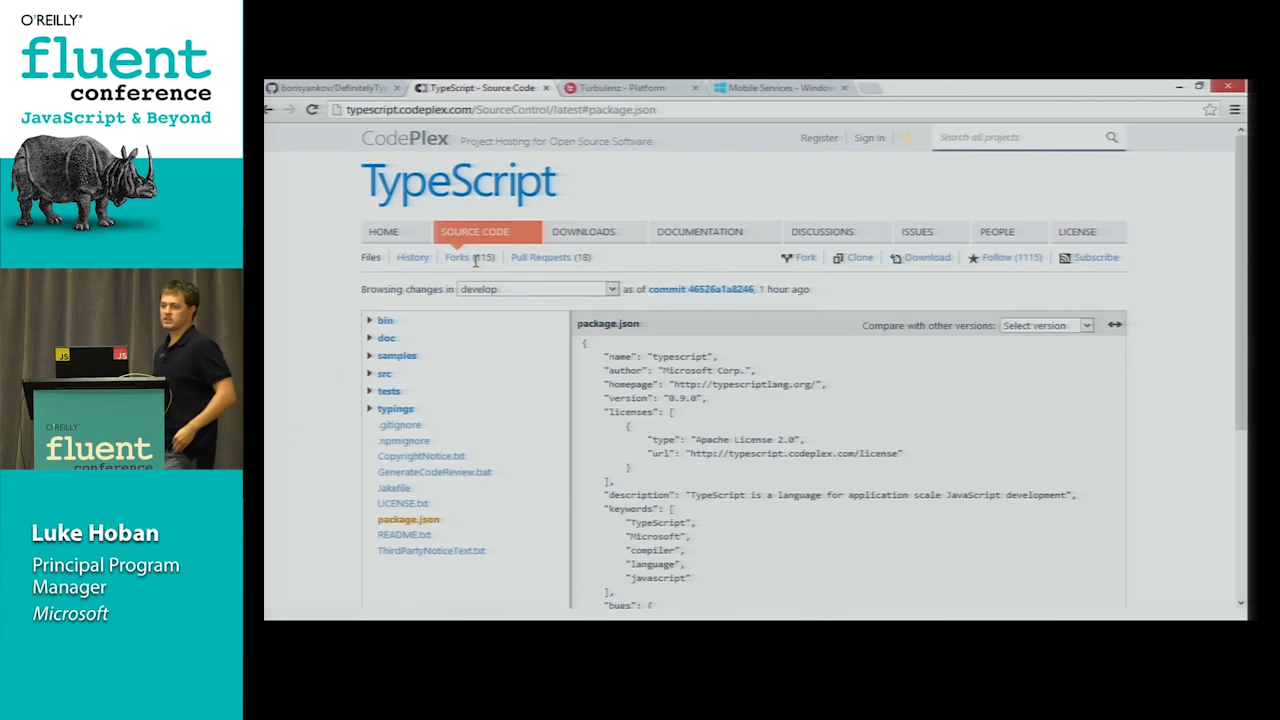 O'REILLY®
fluent
conference
JavaScript & Beyond
JS
JS
O'REILLY®
fluent
conference
Luke Hoban
Principal Program
Manager
Microsoft
borisyankov/DefinitelyTyp
TypeScript - Source Code
Turbulenz - Platform
Mobile Services - Window
typescript.codeplex.com/SourceControl/latest#package.json
CodePlex Project Hosting for Open Source Software
Register Sign In Search all projects
TypeScript
HOME SOURCE CODE DOWNLOADS DOCUMENTATION DISCUSSIONS ISSUES PEOPLE LICENSE
Files History Forks Pull Requests (18) Fork Clone Download Follow (1115) Subscribe
Browsing changes in develop as of commit 46526a1a8246, 1 hour ago
bin
doc
samples
src
tests
typings
.gitignore
.npmignore
CopyrightNotice.txt
GenerateCodeReview.bat
Jakefile
LICENSE.txt
package.json
README.txt
ThirdPartyNoticeText.txt
package.json Compare with other versions: Select version
{
"name": "typescript",
"author": "Microsoft Corp.",
"homepage": "http://typescriptlang.org/",
"version": "0.9.0",
"licenses": [
{
"type": "Apache License 2.0",
"url": "http://typescript.codeplex.com/license"
}
],
"description": "TypeScript is a language for application scale JavaScript development",
"keywords": [
"TypeScript",
"Microsoft",
"compiler",
"language",
"javascript"
],
"bugs": {